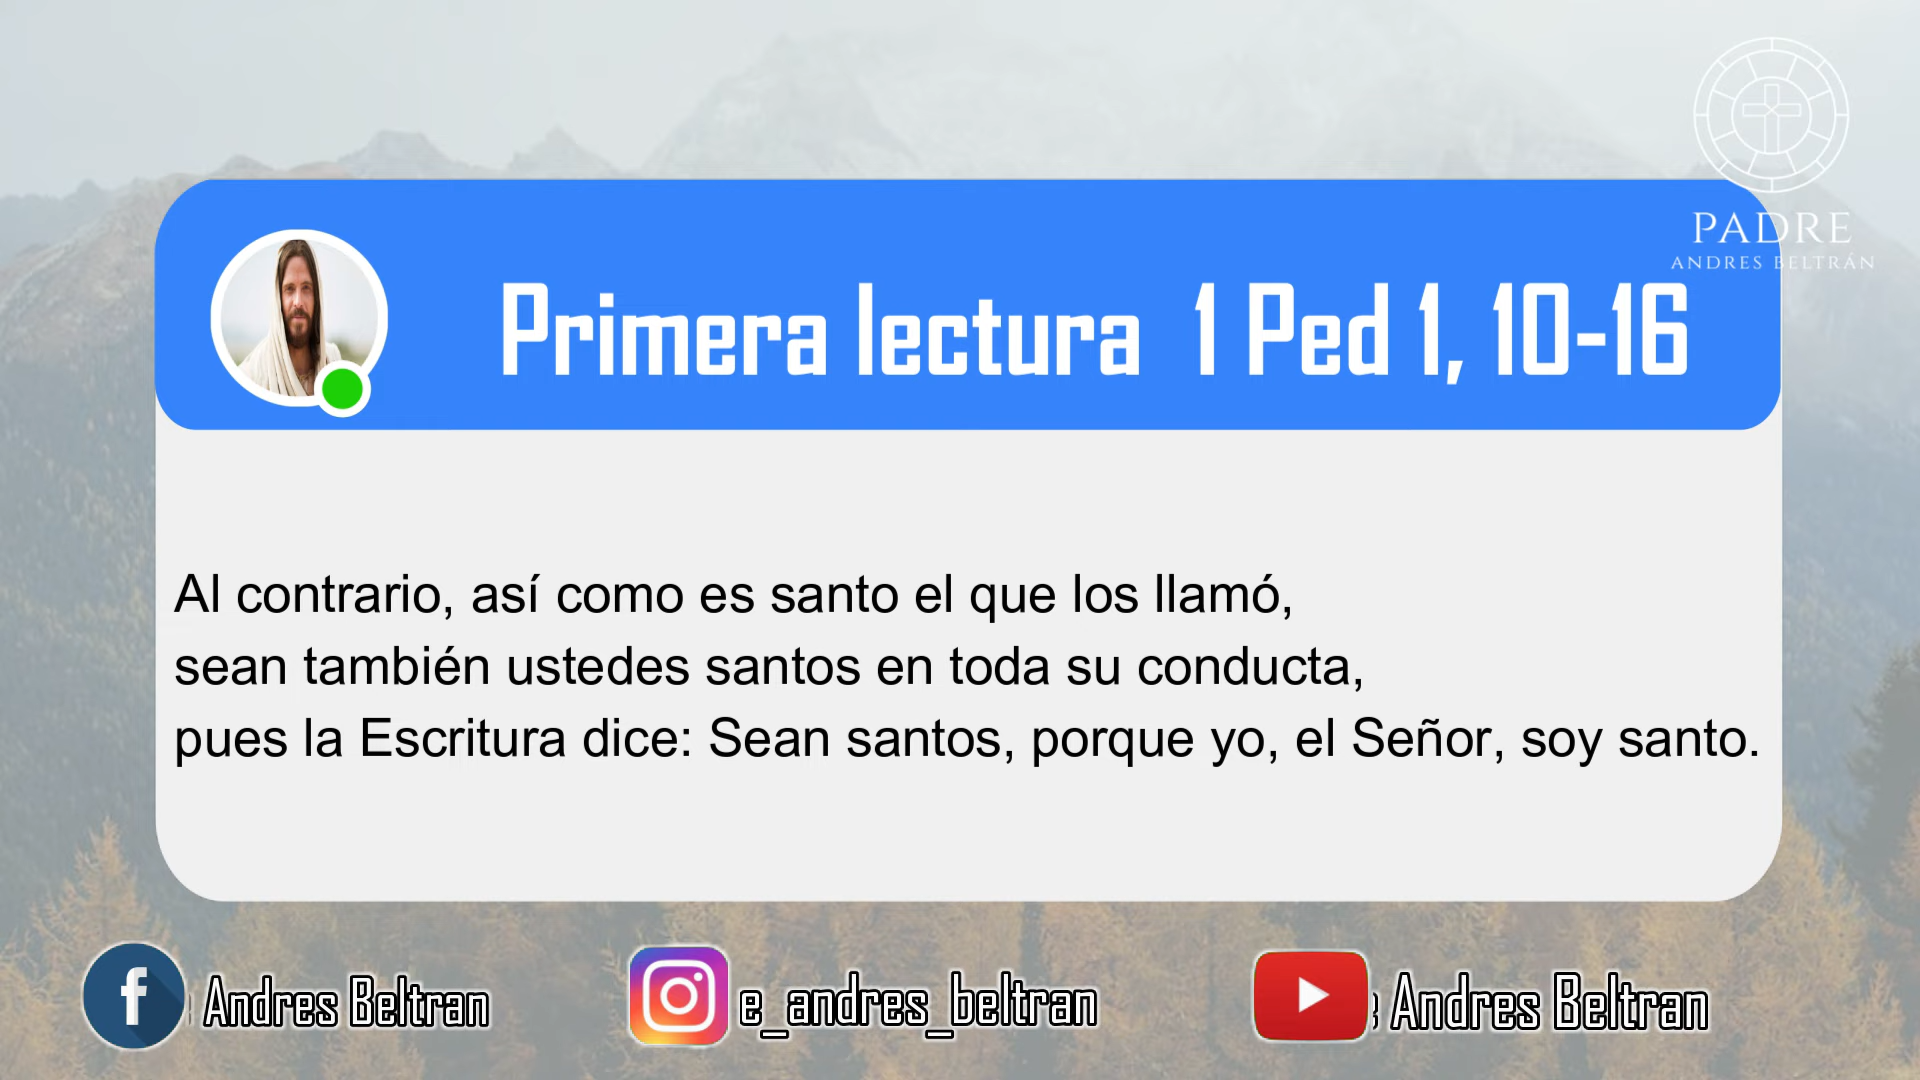 PADRE
ANDRES BELTRÁN
Primera lectura 1 Ped 1, 10-16
Al contrario, así como es santo el que los llamó,
sean también ustedes santos en toda su conducta,
pues la Escritura dice: Sean santos, porque yo, el Señor, soy santo.
Andres Beltran
e_andres_beltran
Andres Beltran